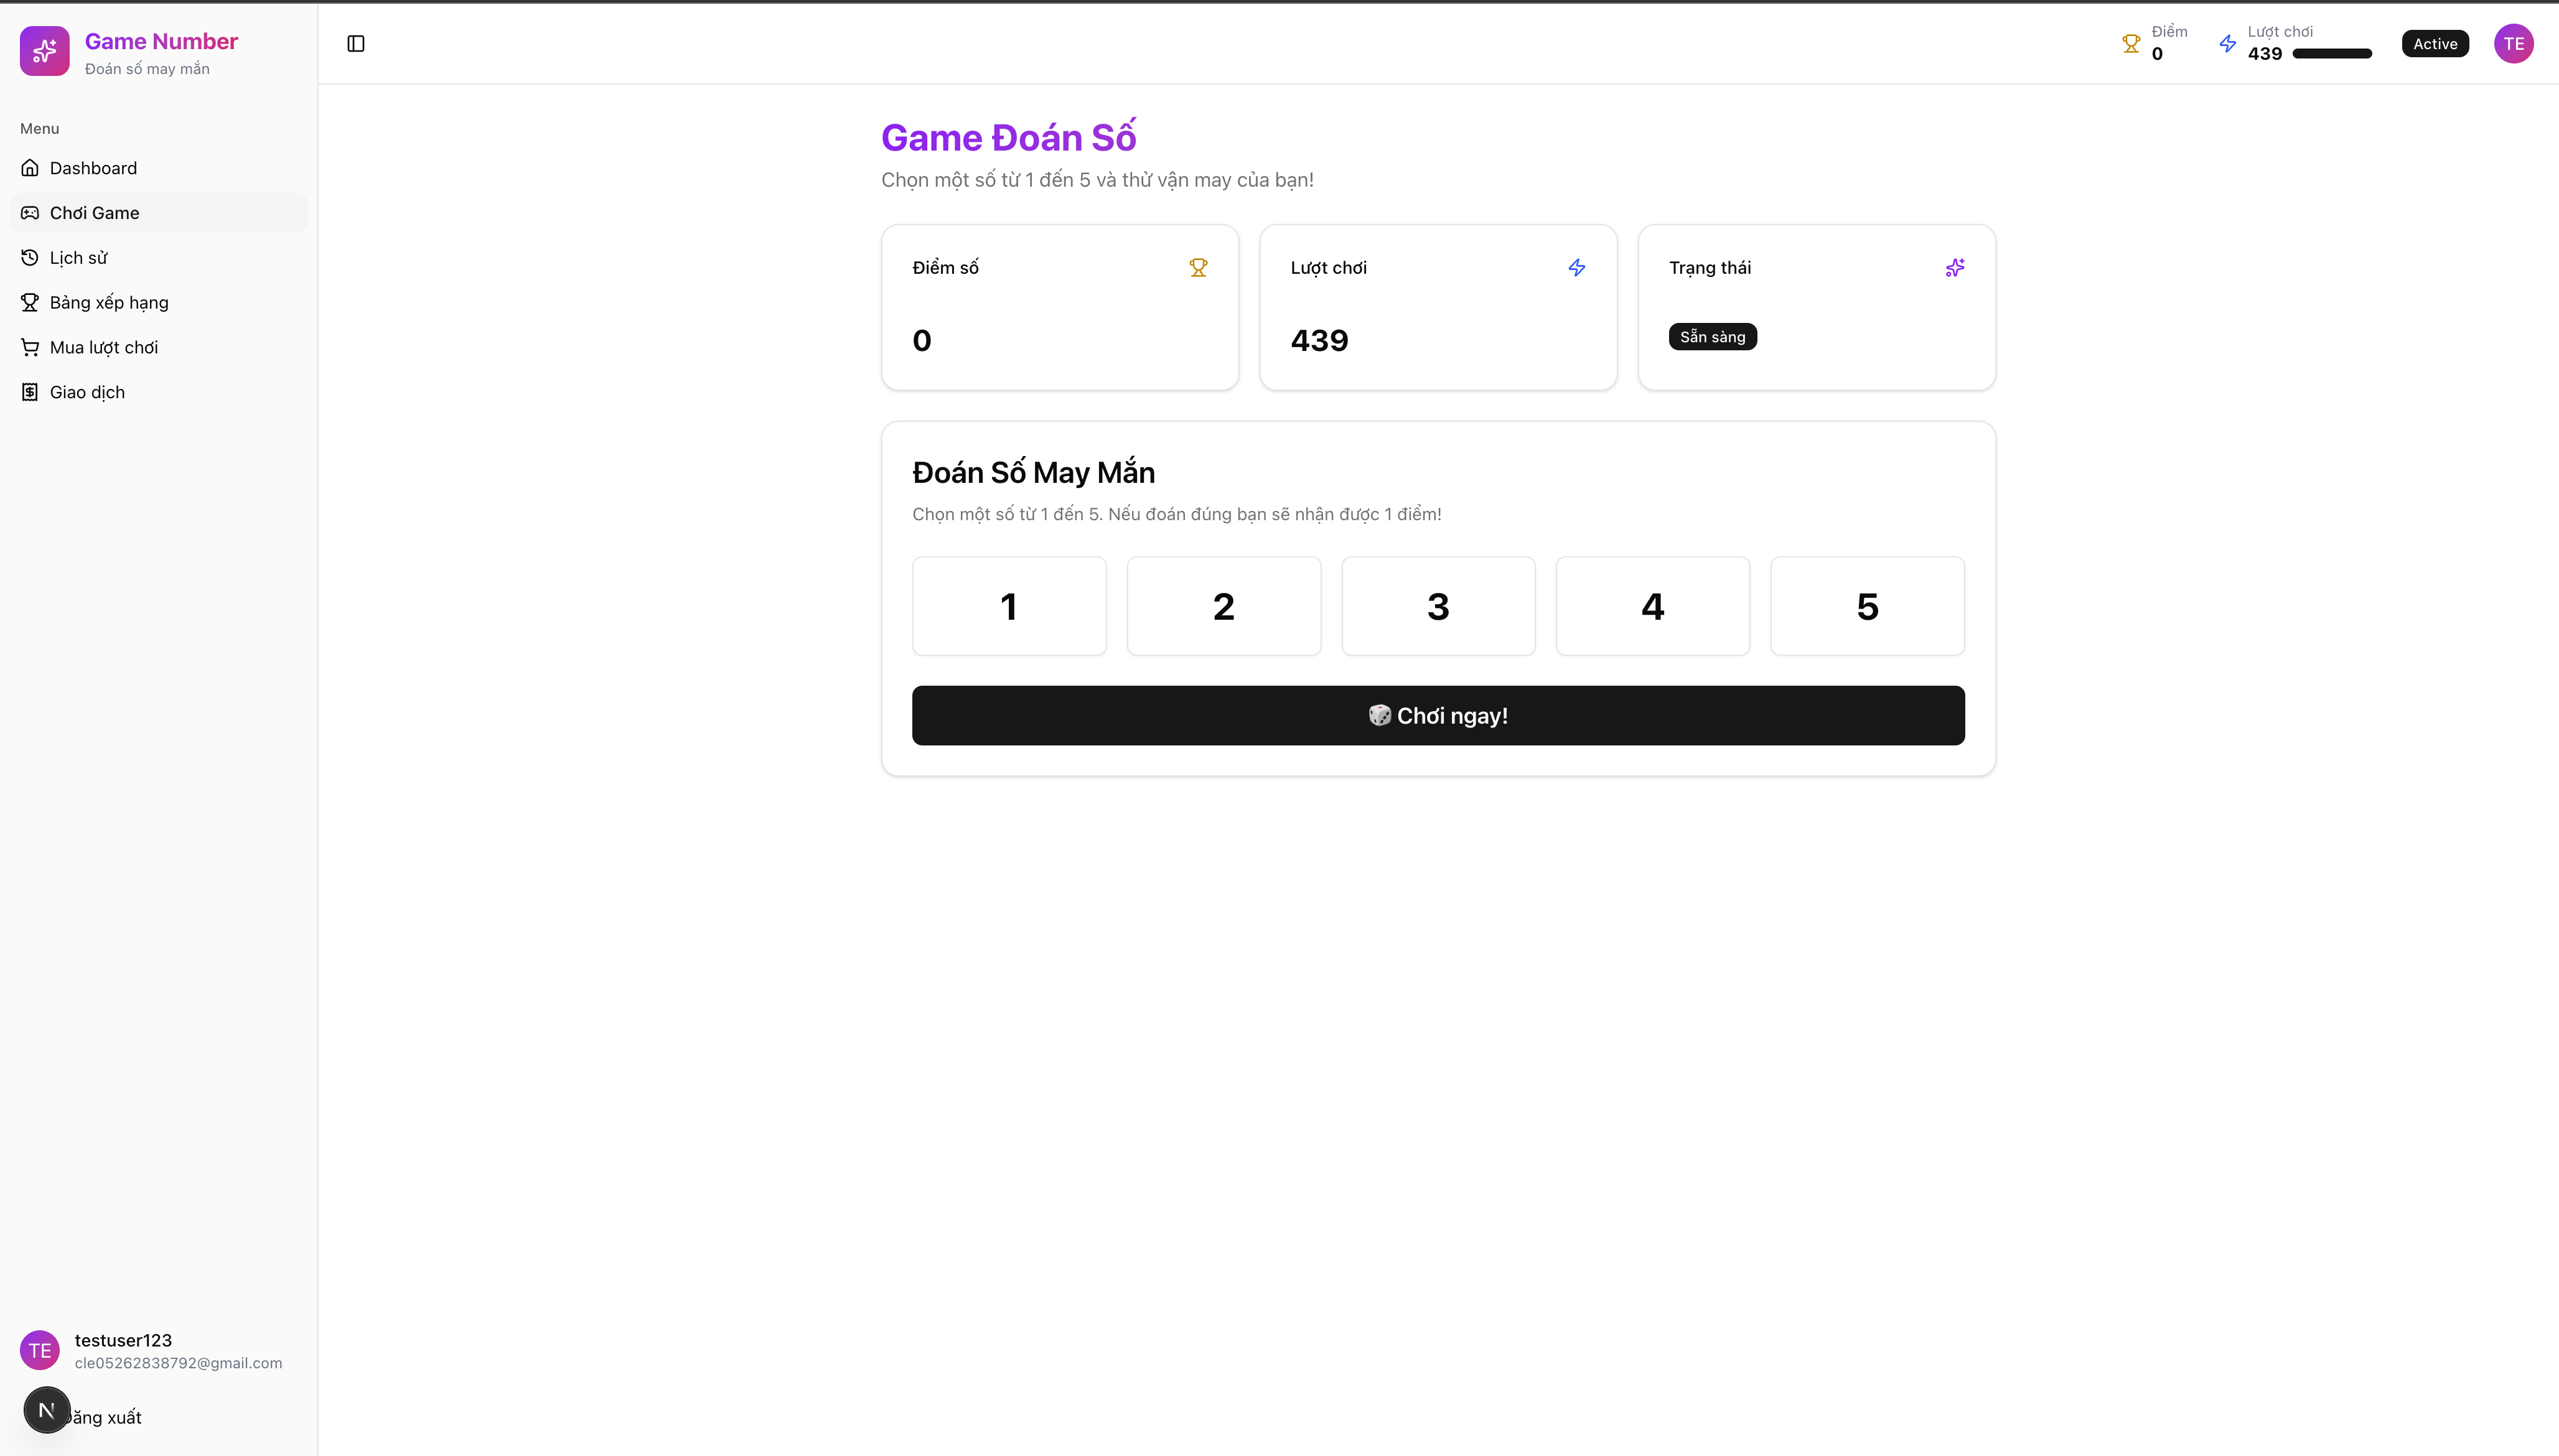 Game Number
Đoán số may mắn
Menu
Dashboard
Chơi Game
Lịch sử
Bảng xếp hạng
Mua lượt chơi
Giao dịch
testuser123
cle05262838792@gmail.com
TE
N
ăng xuất
Điểm
0
Lượt chơi
439
Active
TE
Game Đoán Số
Chọn một số từ 1 đến 5 và thử vận may của bạn!
Điểm số
0
Lượt chơi
439
Trạng thái
Sẵn sàng
Đoán Số May Mắn
Chọn một số từ 1 đến 5. Nếu đoán đúng bạn sẽ nhận được 1 điểm!
1 2 3 4 5
🎲 Chơi ngay!